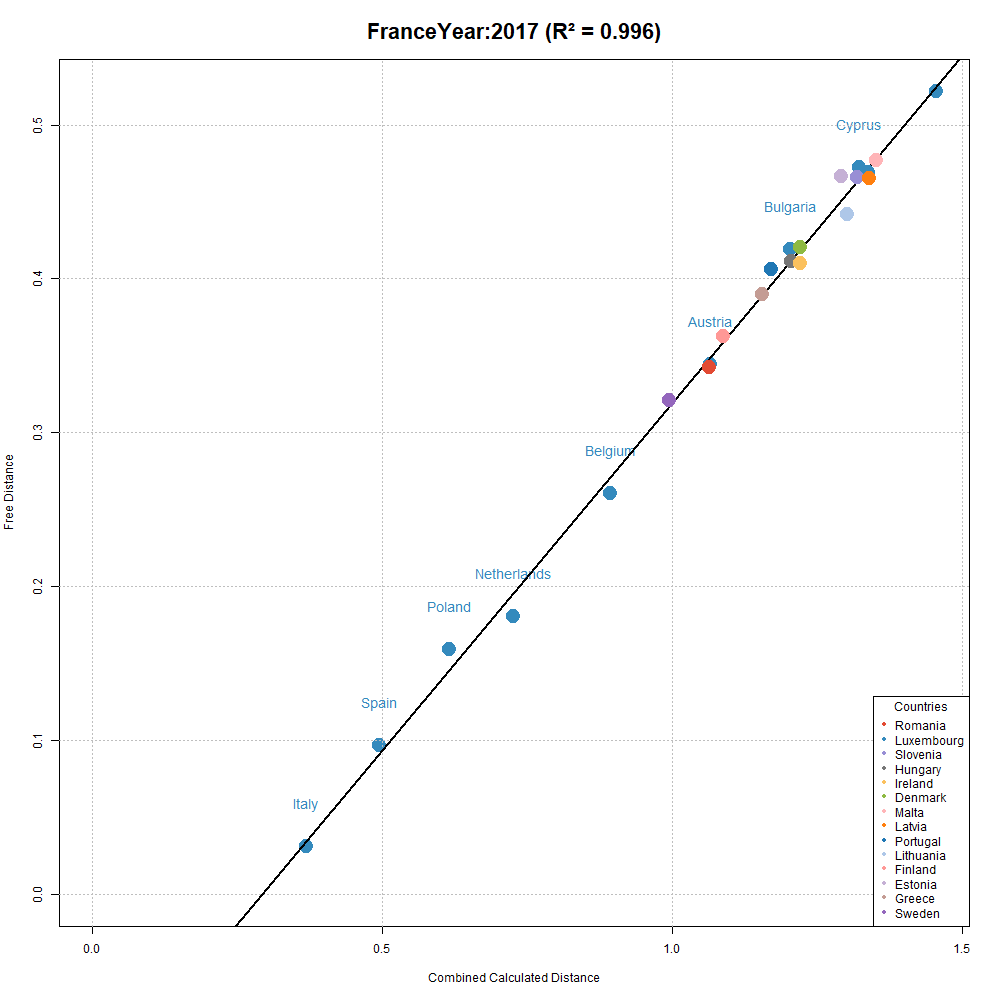 FranceYear:2017 (R² = 0.996)
Cyprus
Bulgaria
Austria
Belgium
Netherlands
Poland
Spain
Italy
0.5
0.4
0.3
0.2
0.1
0.0
Free Distance
0.0 0.5 1.0 1.5
Combined Calculated Distance
Countries
Romania
Luxembourg
Slovenia
Hungary
Ireland
Denmark
Malta
Latvia
Portugal
Lithuania
Finland
Estonia
Greece
Sweden